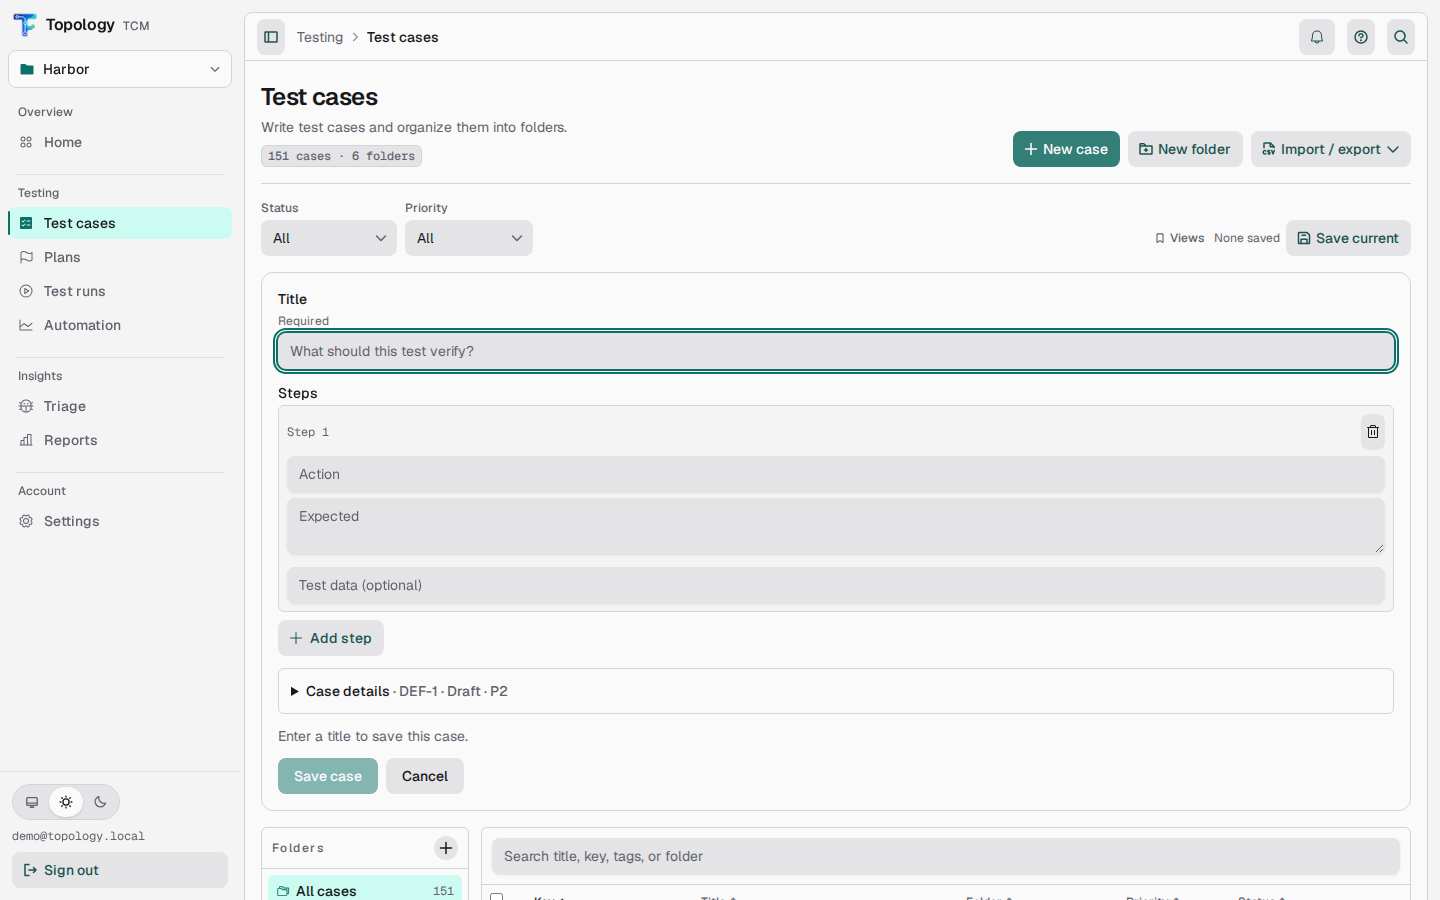 Topology TCM
Harbor
Overview
Home
Testing
Test cases
Plans
Test runs
Automation
Insights
Triage
Reports
Account
Settings
demo@topology.local
Sign out
Testing > Test cases
Test cases
Write test cases and organize them into folders.
151 cases · 6 folders
New case
New folder
Import / export
Status
Priority
All
All
Views
None saved
Save current
Title
Required
What should this test verify?
Steps
Step 1
Action
Expected
Test data (optional)
Add step
Case details · DEF-1 · Draft · P2
Enter a title to save this case.
Save case
Cancel
Folders
All cases 151
Search title, key, tags, or folder